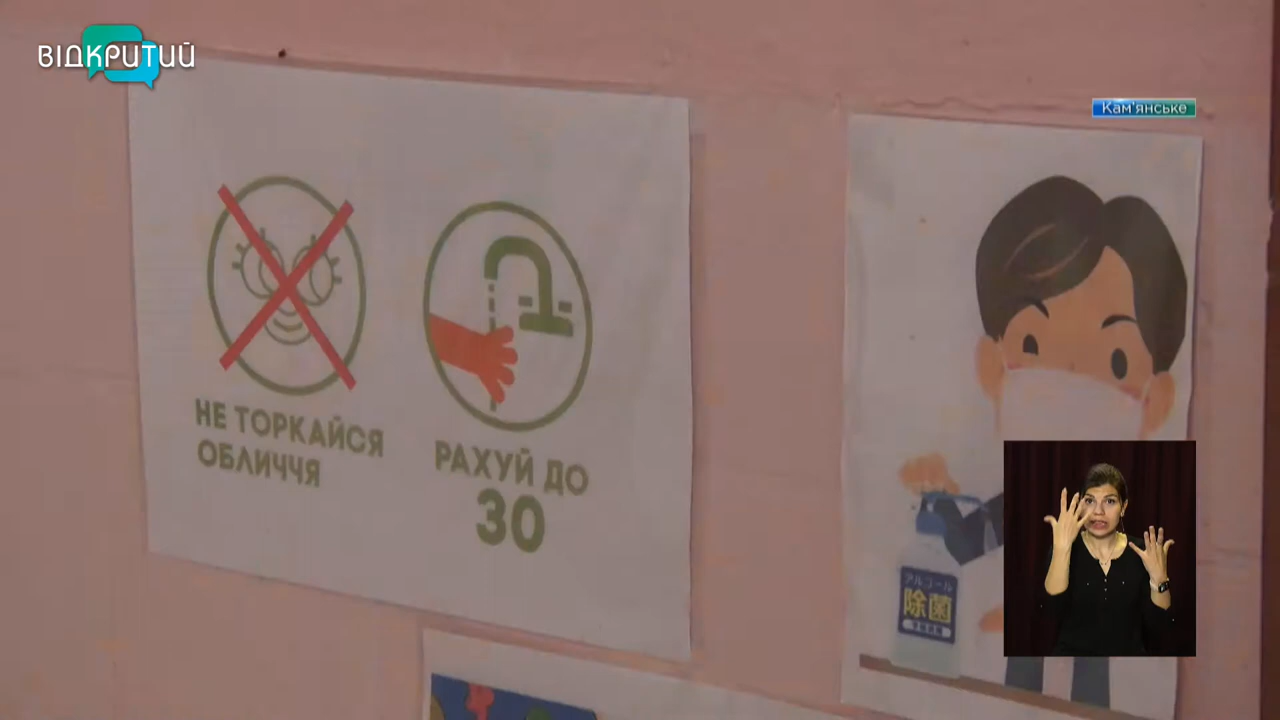 ВІДКРИТИЙ
Кам'янське
НЕ ТОРКАЙСЯ
ОБЛИЧЧЯ
РАХУЙ ДО
30
アルコール
除菌